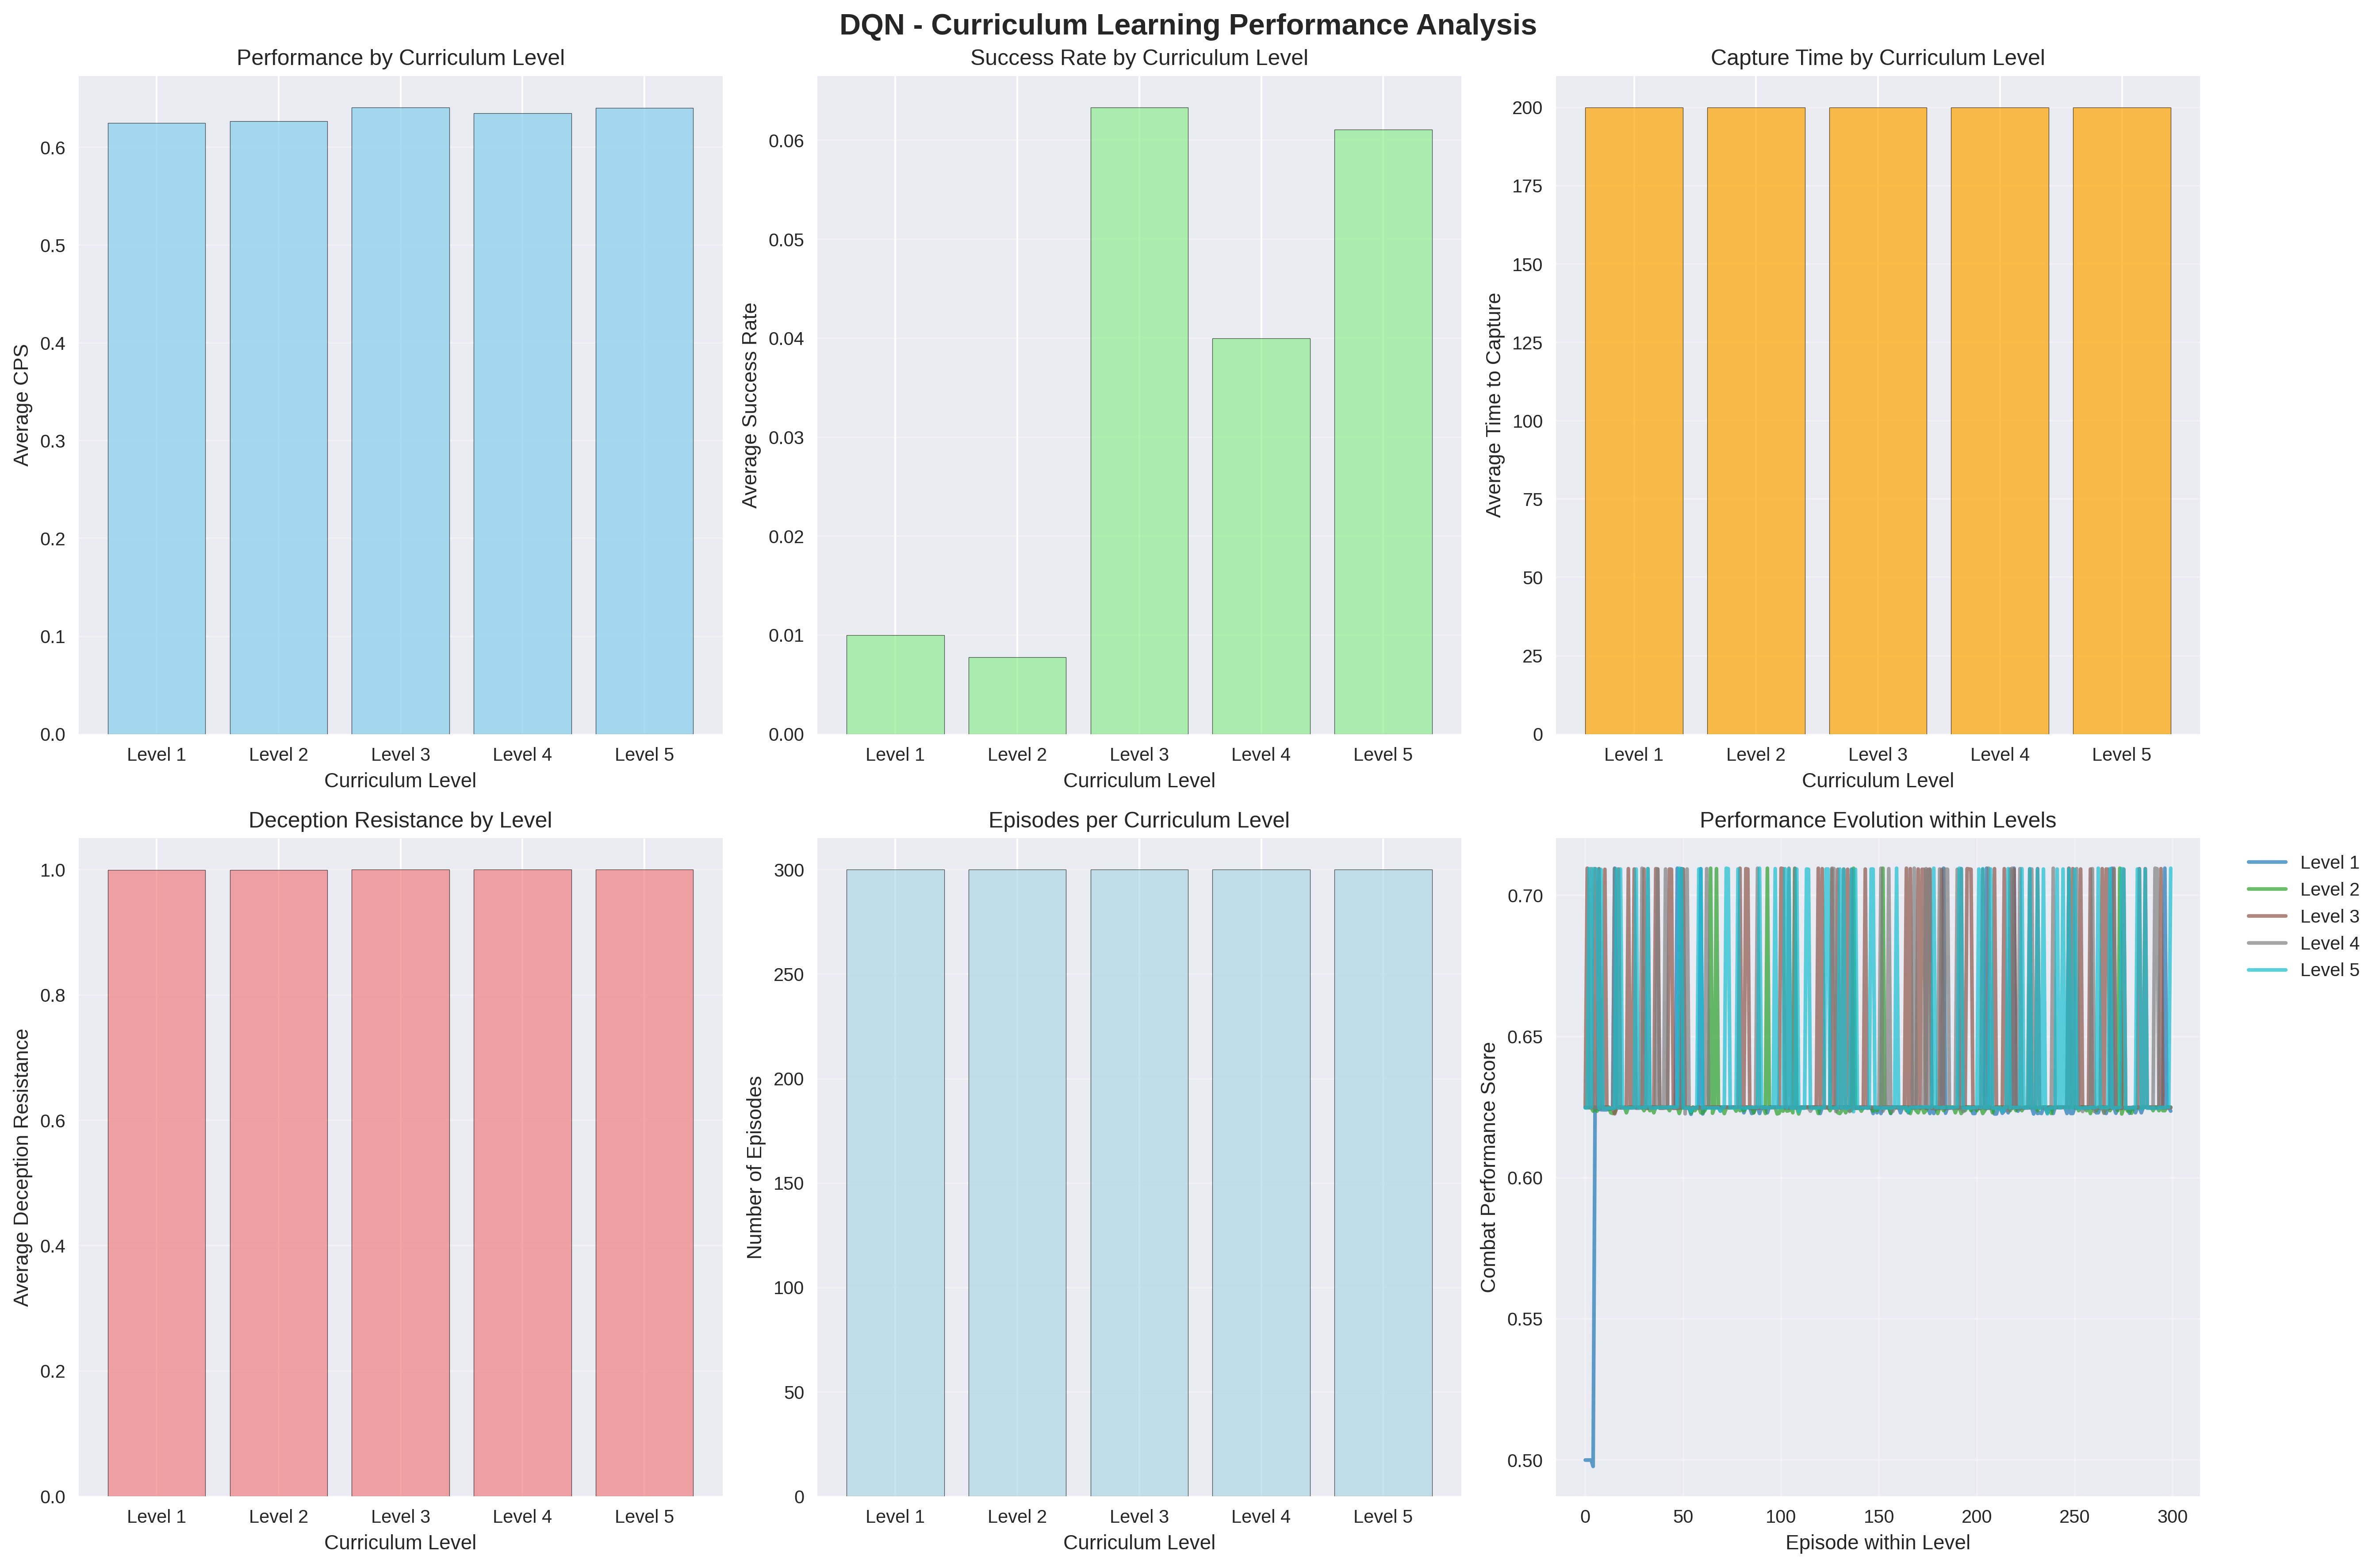 DQN - Curriculum Learning Performance Analysis
Performance by Curriculum Level
Average CPS
0.6
0.5
0.4
0.3
0.2
0.1
0.0
Level 1 Level 2 Level 3 Level 4 Level 5
Curriculum Level
Success Rate by Curriculum Level
Average Success Rate
0.06
0.05
0.04
0.03
0.02
0.01
0.00
Level 1 Level 2 Level 3 Level 4 Level 5
Curriculum Level
Capture Time by Curriculum Level
Average Time to Capture
200
175
150
125
100
75
50
25
0
Level 1 Level 2 Level 3 Level 4 Level 5
Curriculum Level
Deception Resistance by Level
Average Deception Resistance
1.0
0.8
0.6
0.4
0.2
0.0
Level 1 Level 2 Level 3 Level 4 Level 5
Curriculum Level
Episodes per Curriculum Level
Number of Episodes
300
250
200
150
100
50
0
Level 1 Level 2 Level 3 Level 4 Level 5
Curriculum Level
Performance Evolution within Levels
Combat Performance Score
0.70
0.65
0.60
0.55
0.50
0 50 100 150 200 250 300
Episode within Level
Level 1
Level 2
Level 3
Level 4
Level 5